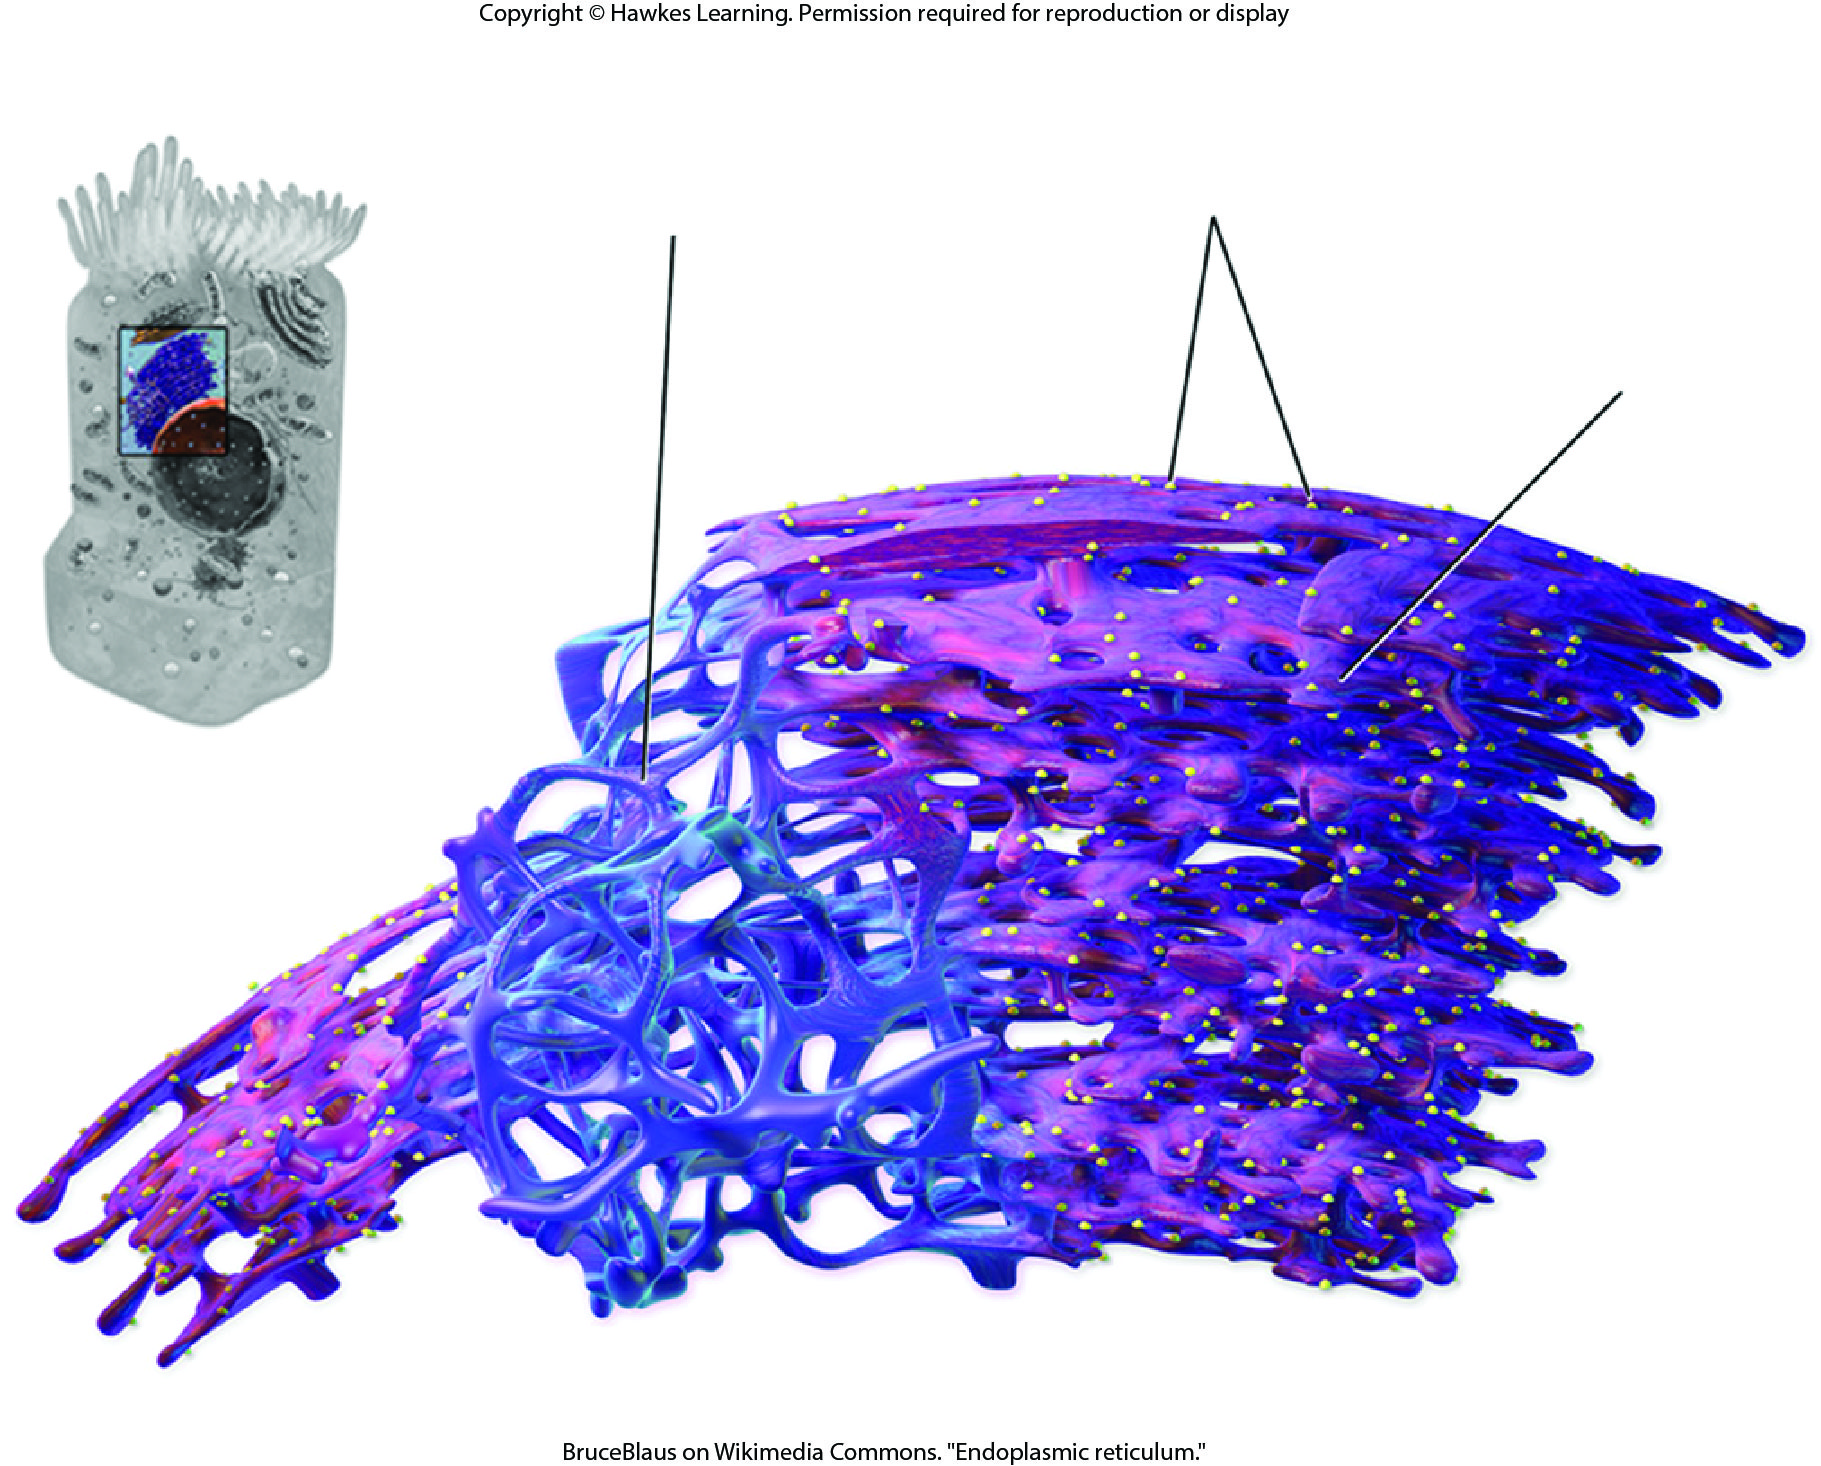 Copyright © Hawkes Learning. Permission required for reproduction or display
BruceBlaus on Wikimedia Commons. "Endoplasmic reticulum."